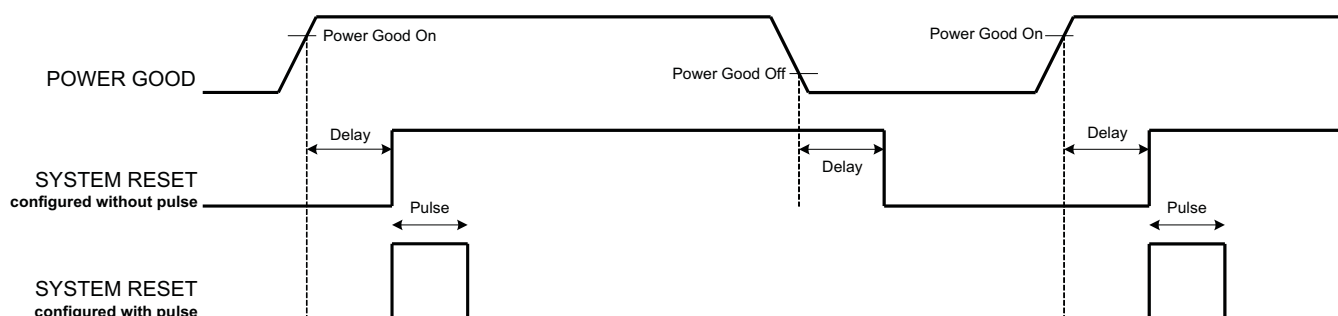 Power Good On
Power Good On
POWER GOOD
Power Good Off
Delay
Delay
Delay
SYSTEM RESET
configured without pulse
Pulse
Pulse
SYSTEM RESET
configured with pulse